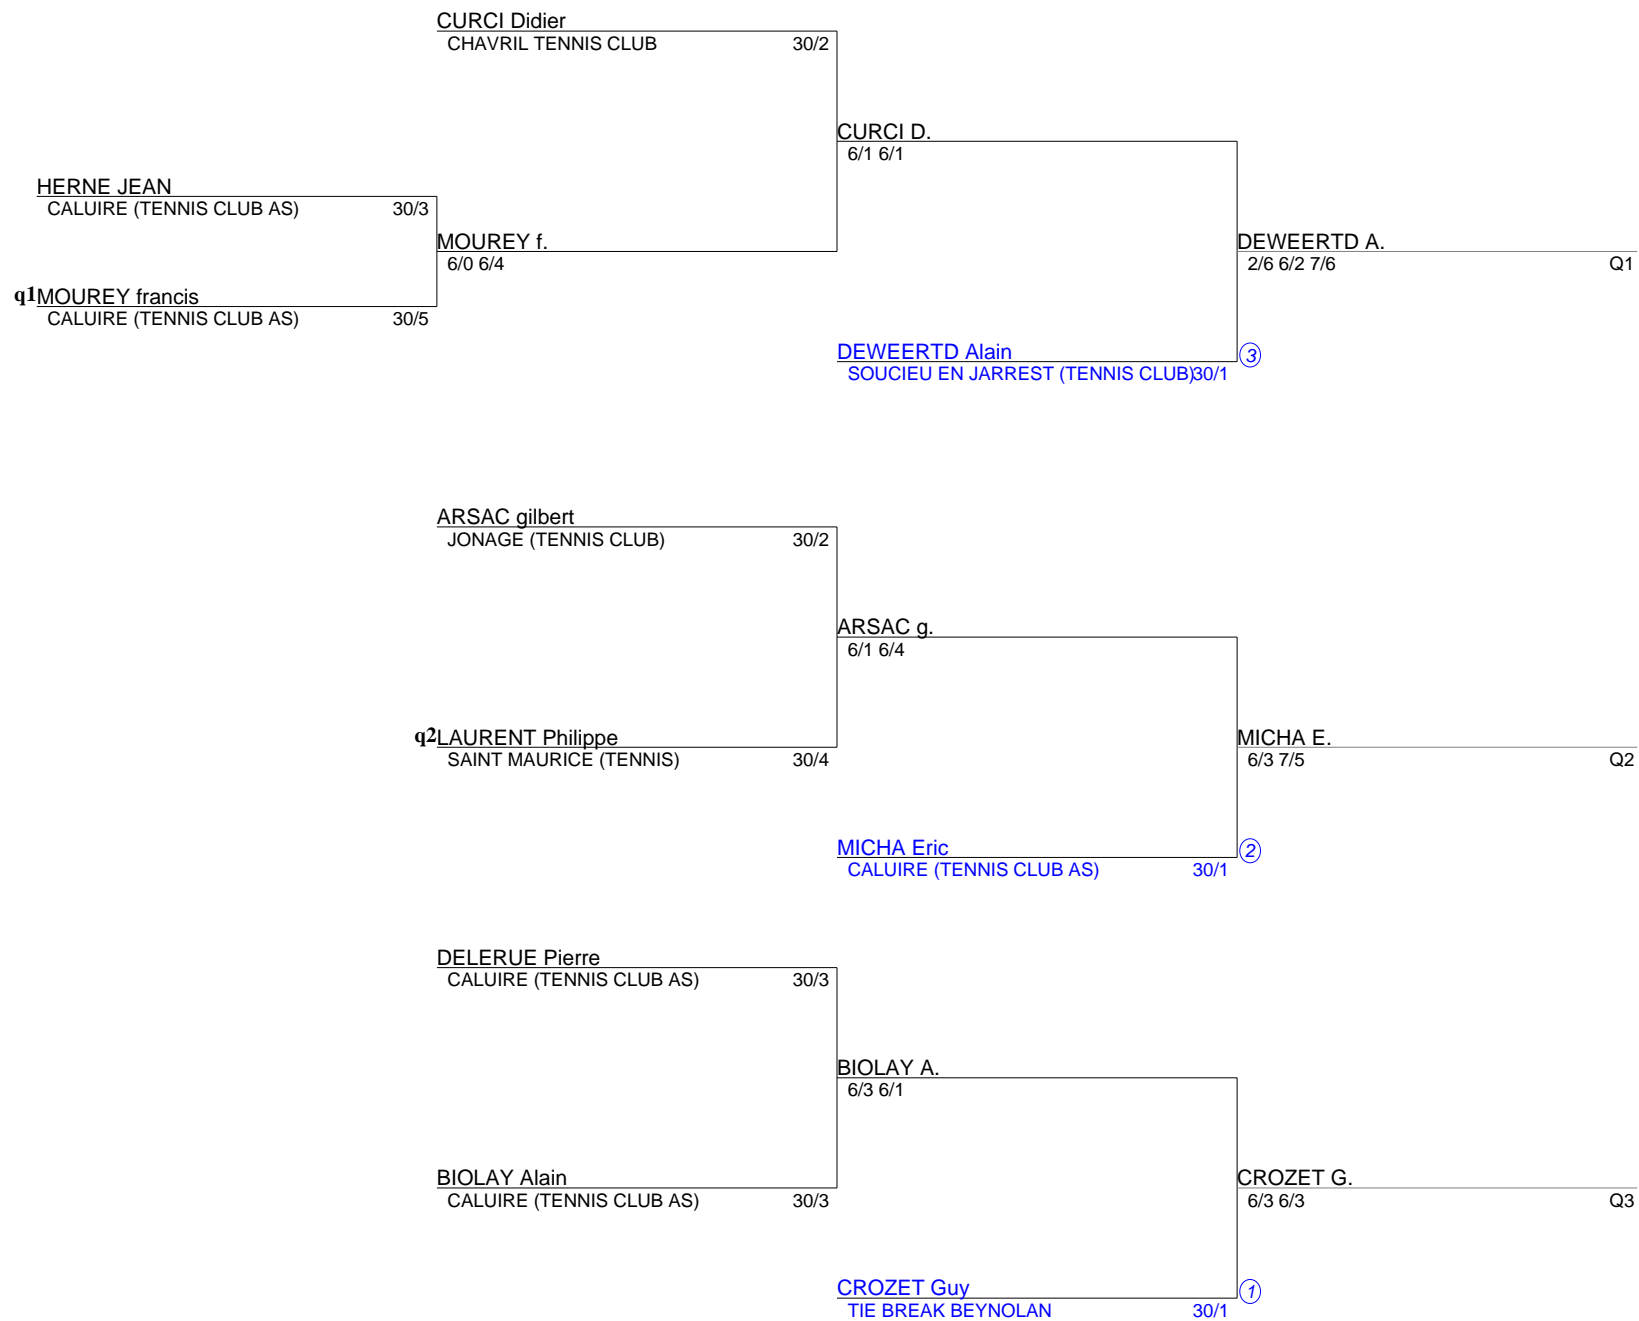 CURCI Didier
CHAVRIL TENNIS CLUB 30/2
CURCI D.
6/1 6/1
HERNE JEAN
CALUIRE (TENNIS CLUB AS) 30/3
MOUREY f.
6/0 6/4
DEWEERTD A.
2/6 6/2 7/6 Q1
q1 MOUREY francis
CALUIRE (TENNIS CLUB AS) 30/5
DEWEERTD Alain 3
SOUCIEU EN JARREST (TENNIS CLUB)30/1
ARSAC gilbert
JONAGE (TENNIS CLUB) 30/2
ARSAC g.
6/1 6/4
q2 LAURENT Philippe
SAINT MAURICE (TENNIS) 30/4
MICHA E.
6/3 7/5 Q2
MICHA Eric 2
CALUIRE (TENNIS CLUB AS) 30/1
DELERUE Pierre
CALUIRE (TENNIS CLUB AS) 30/3
BIOLAY A.
6/3 6/1
BIOLAY Alain
CALUIRE (TENNIS CLUB AS) 30/3
CROZET G.
6/3 6/3 Q3
CROZET Guy 1
TIE BREAK BEYNOLAN 30/1